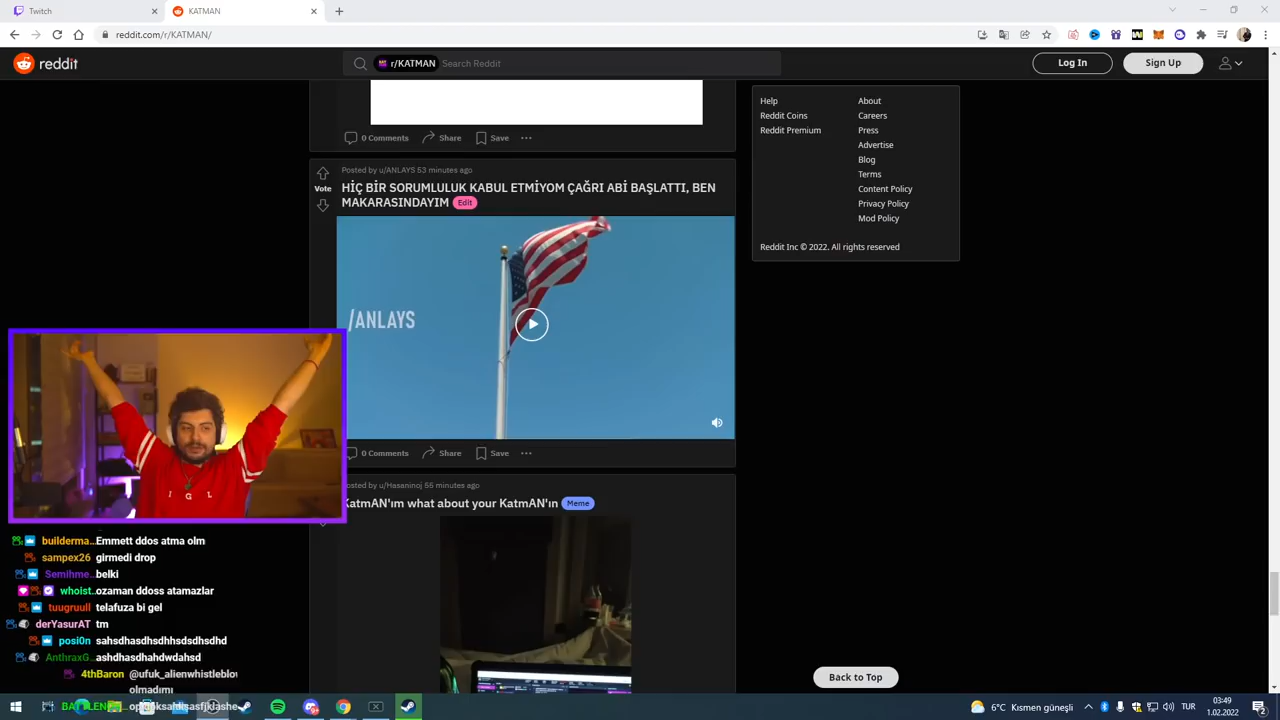 Twitch
KATMAN
reddit.com/r/KATMAN/
reddit
r/KATMAN
Search Reddit
Log In
Sign Up
0 Comments
Share
Save
Help
About
Reddit Coins
Careers
Reddit Premium
Press
Advertise
Blog
Terms
Content Policy
Privacy Policy
Mod Policy
Reddit Inc © 2022. All rights reserved
Posted by u/ANLAYS 53 minutes ago
Vote
HİÇ BİR SORUMLULUK KABUL ETMİYOM ÇAĞRI ABİ BAŞLATTI, BEN
MAKARASINDAYIM Edit
/ANLAYS
0 Comments
Share
Save
osted by u/Hasaninoj 55 minutes ago
KatmAN'ım what about your KatmAN'ın Meme
I G L
builderma... Emmett ddos atma olm
sampex26 girmedi drop
Semihme... belki
whoist... ozaman ddoss atamazlar
tuugruull telafuza bi gel
derYasurAT tm
posi0n sahsdhasdhsdhhsdsdhsdhd
AnthraxG... ashdhasdhahdwdahsd
4thBaron @ufuk_alienwhistleblov
olmadımı
Back to Top
6°C Kısmen güneşli
TUR
03:49
1.02.2022
2